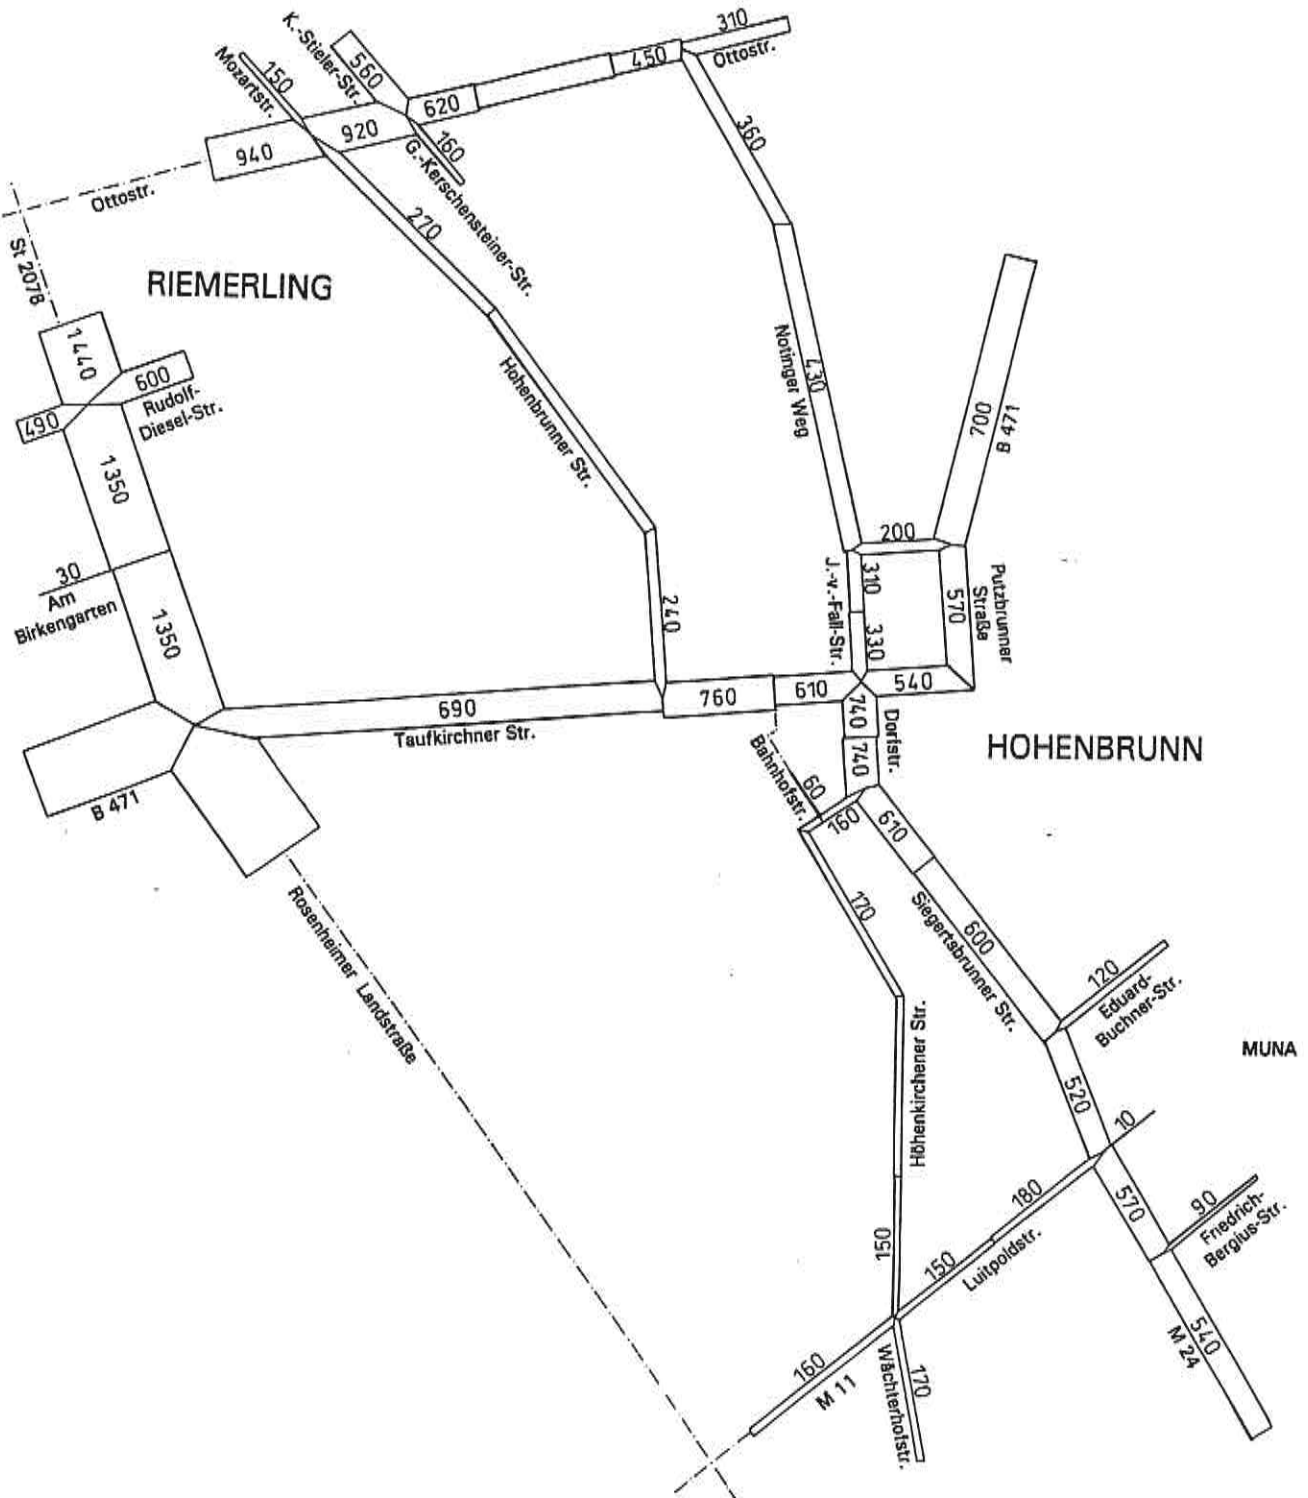 310
K.-Stieler-Str.
560
450
Ottostr.
150
Mozartstr.
620
920
160
360
940
G.-Kerschensteiner-Str.
Ottostr.
270
St 2078
RIEMERLING
1440
600
Rudolf-
Diesel-Str.
490
Hohenbrunner Str.
Notinger Weg
430
700
B 471
1350
200
30
Am
Birkengarten
1350
240
J.-v.-Fall-Str.
310
330
570
Putzbrunner
Straße
690
Taufkirchner Str.
760
610
540
740
Dorfstr.
740
HOHENBRUNN
B 471
Bahnhofstr.
60
160
610
170
Siegertsbrunner Str.
600
Rosenheimer Landstraße
120
Eduard-
Buchner-Str.
Höhenkirchener Str.
MUNA
520
10
180
570
90
Friedrich-
Bergius-Str.
150
150
Luitpoldstr.
540
M 24
160
M 11
Wächterhofstr.
170